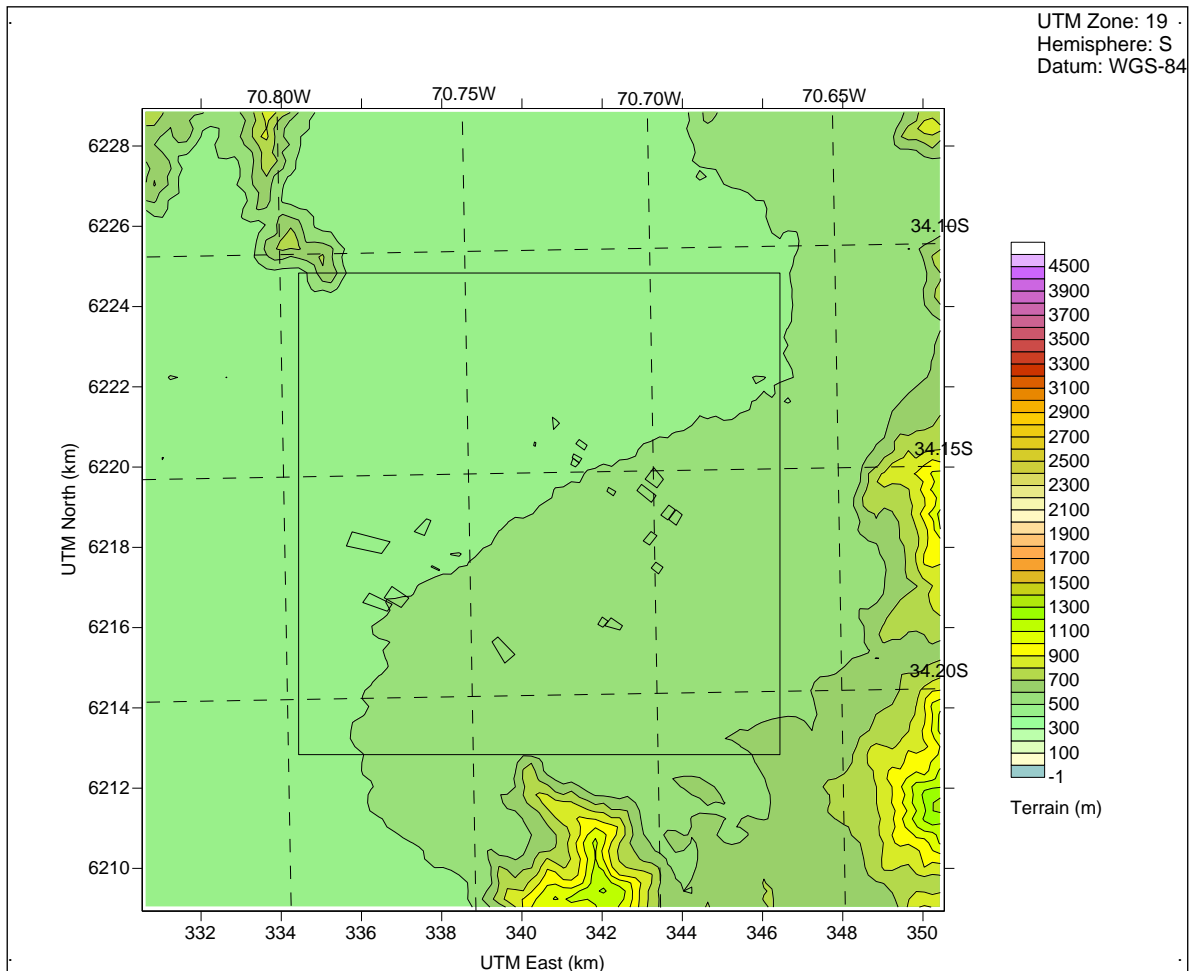 UTM Zone: 19
Hemisphere: S
Datum: WGS-84
70.80W 70.75W 70.70W 70.65W
6228
6226
6224
6222
6220
6218
6216
6214
6212
6210
UTM North (km)
34.10S
34.15S
34.20S
4500
3900
3700
3500
3300
3100
2900
2700
2500
2300
2100
1900
1700
1500
1300
1100
900
700
500
300
100
-1
Terrain (m)
332 334 336 338 340 342 344 346 348 350
UTM East (km)